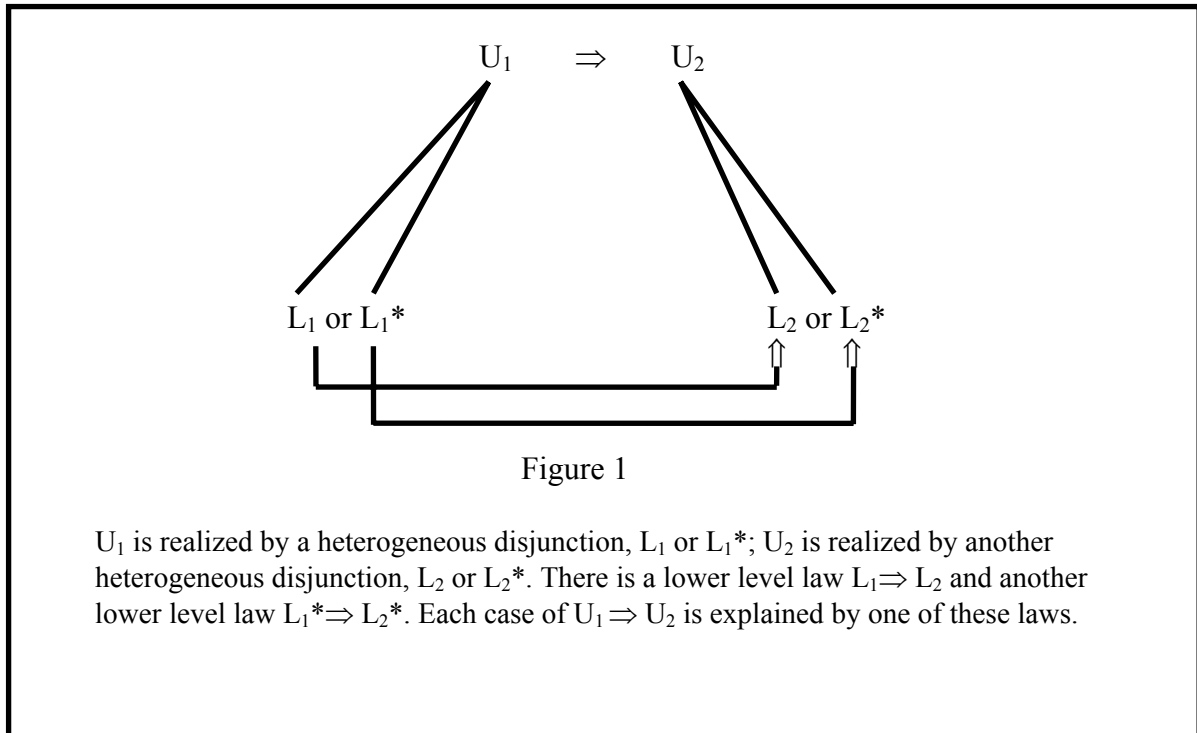 U₁ ⇒ U₂
L₁ or L₁* L₂ or L₂*
Figure 1
U₁ is realized by a heterogeneous disjunction, L₁ or L₁*; U₂ is realized by another
heterogeneous disjunction, L₂ or L₂*. There is a lower level law L₁⇒ L₂ and another
lower level law L₁*⇒ L₂*. Each case of U₁ ⇒ U₂ is explained by one of these laws.